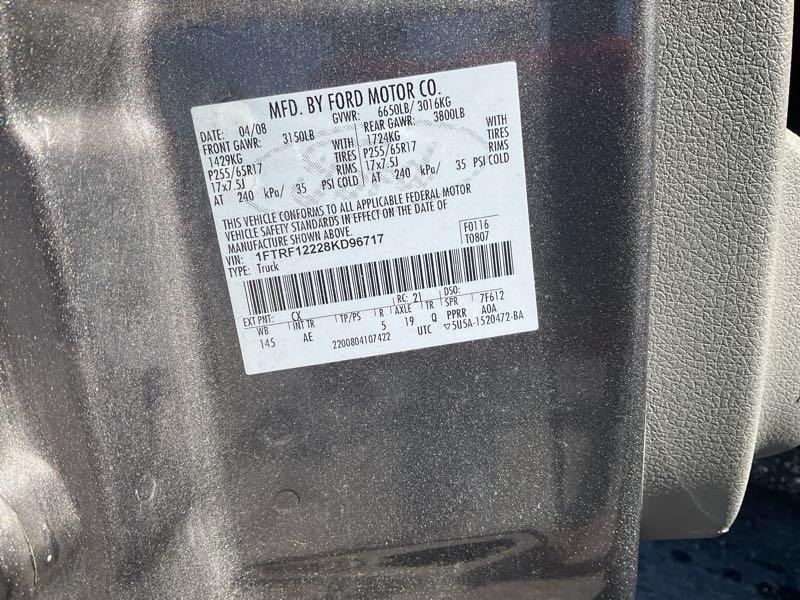 MFD. BY FORD MOTOR CO.
DATE: 04/08 GVWR: 6650LB/ 3016KG
FRONT GAWR: 3150LB REAR GAWR: 3800LB
1429KG WITH 1724KG WITH
P255/65R17 TIRES P255/65R17 TIRES
17x7.5J RIMS 17x7.5J RIMS
AT 240 kPa/ 35 PSI COLD AT 240 kPa/ 35 PSI COLD
THIS VEHICLE CONFORMS TO ALL APPLICABLE FEDERAL MOTOR
VEHICLE SAFETY STANDARDS IN EFFECT ON THE DATE OF
MANUFACTURE SHOWN ABOVE.
VIN: 1FTRF12228KD96717 F0116
TYPE: Truck T0807
EXT PNT: CX RC: 21 DSO:
WB INT TR TP/PS R AXLE TR SPR 7F612
145 AE 5 19 Q PPRR A0A
2200804107422 UTC ▽5U5A-1520472-BA
Ford